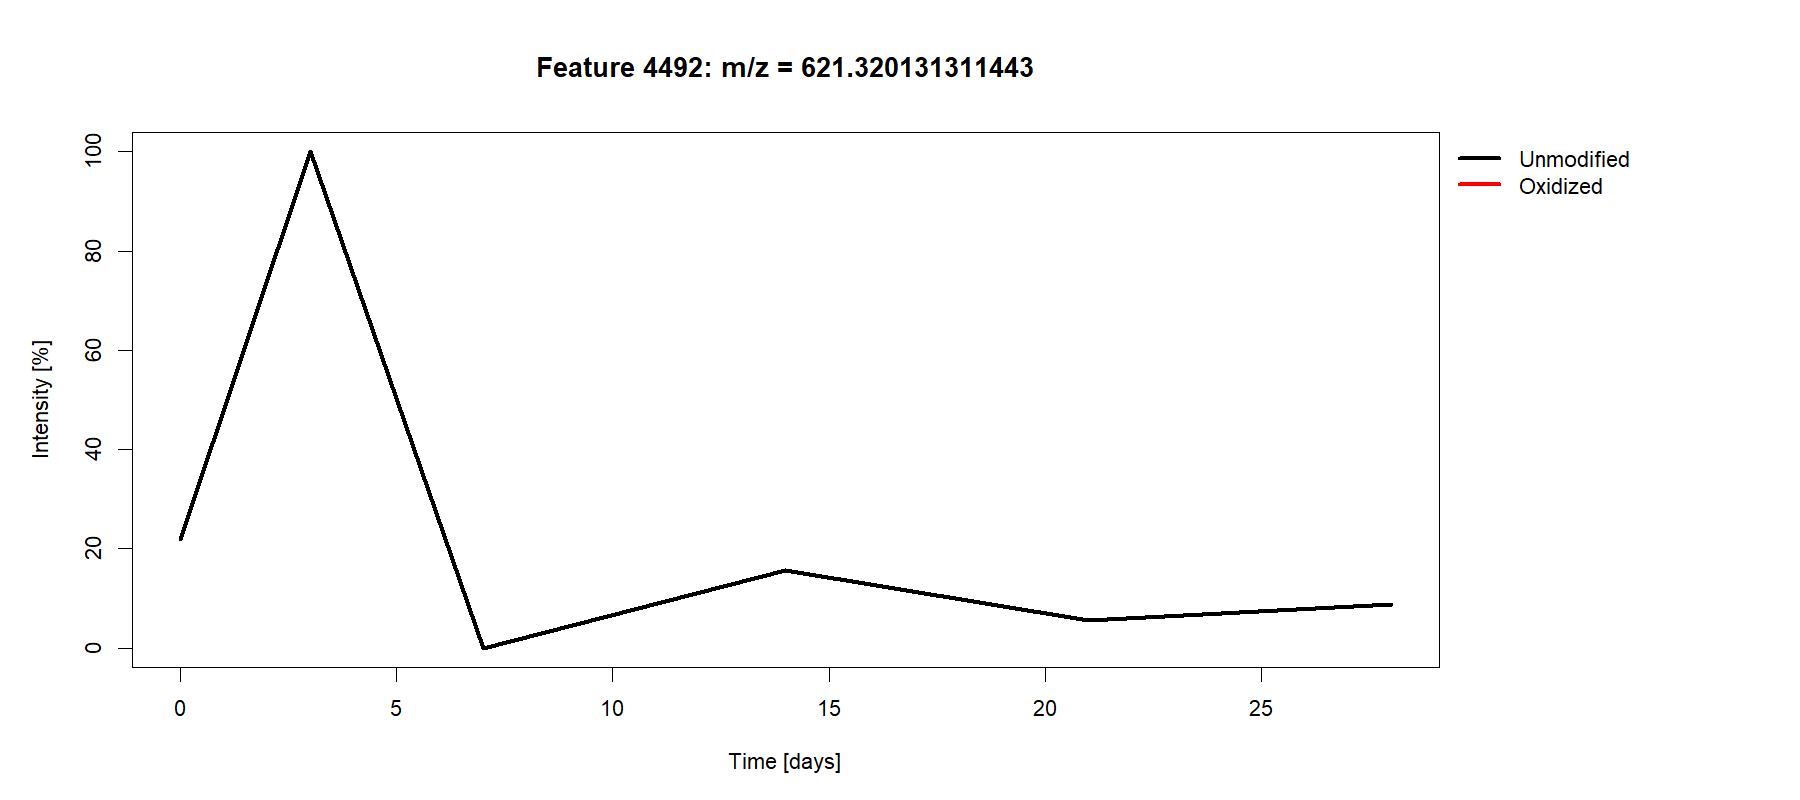 Feature 4492: m/z = 621.320131311443
Unmodified
Oxidized
Intensity [%]
100
80
60
40
20
0
0 5 10 15 20 25
Time [days]